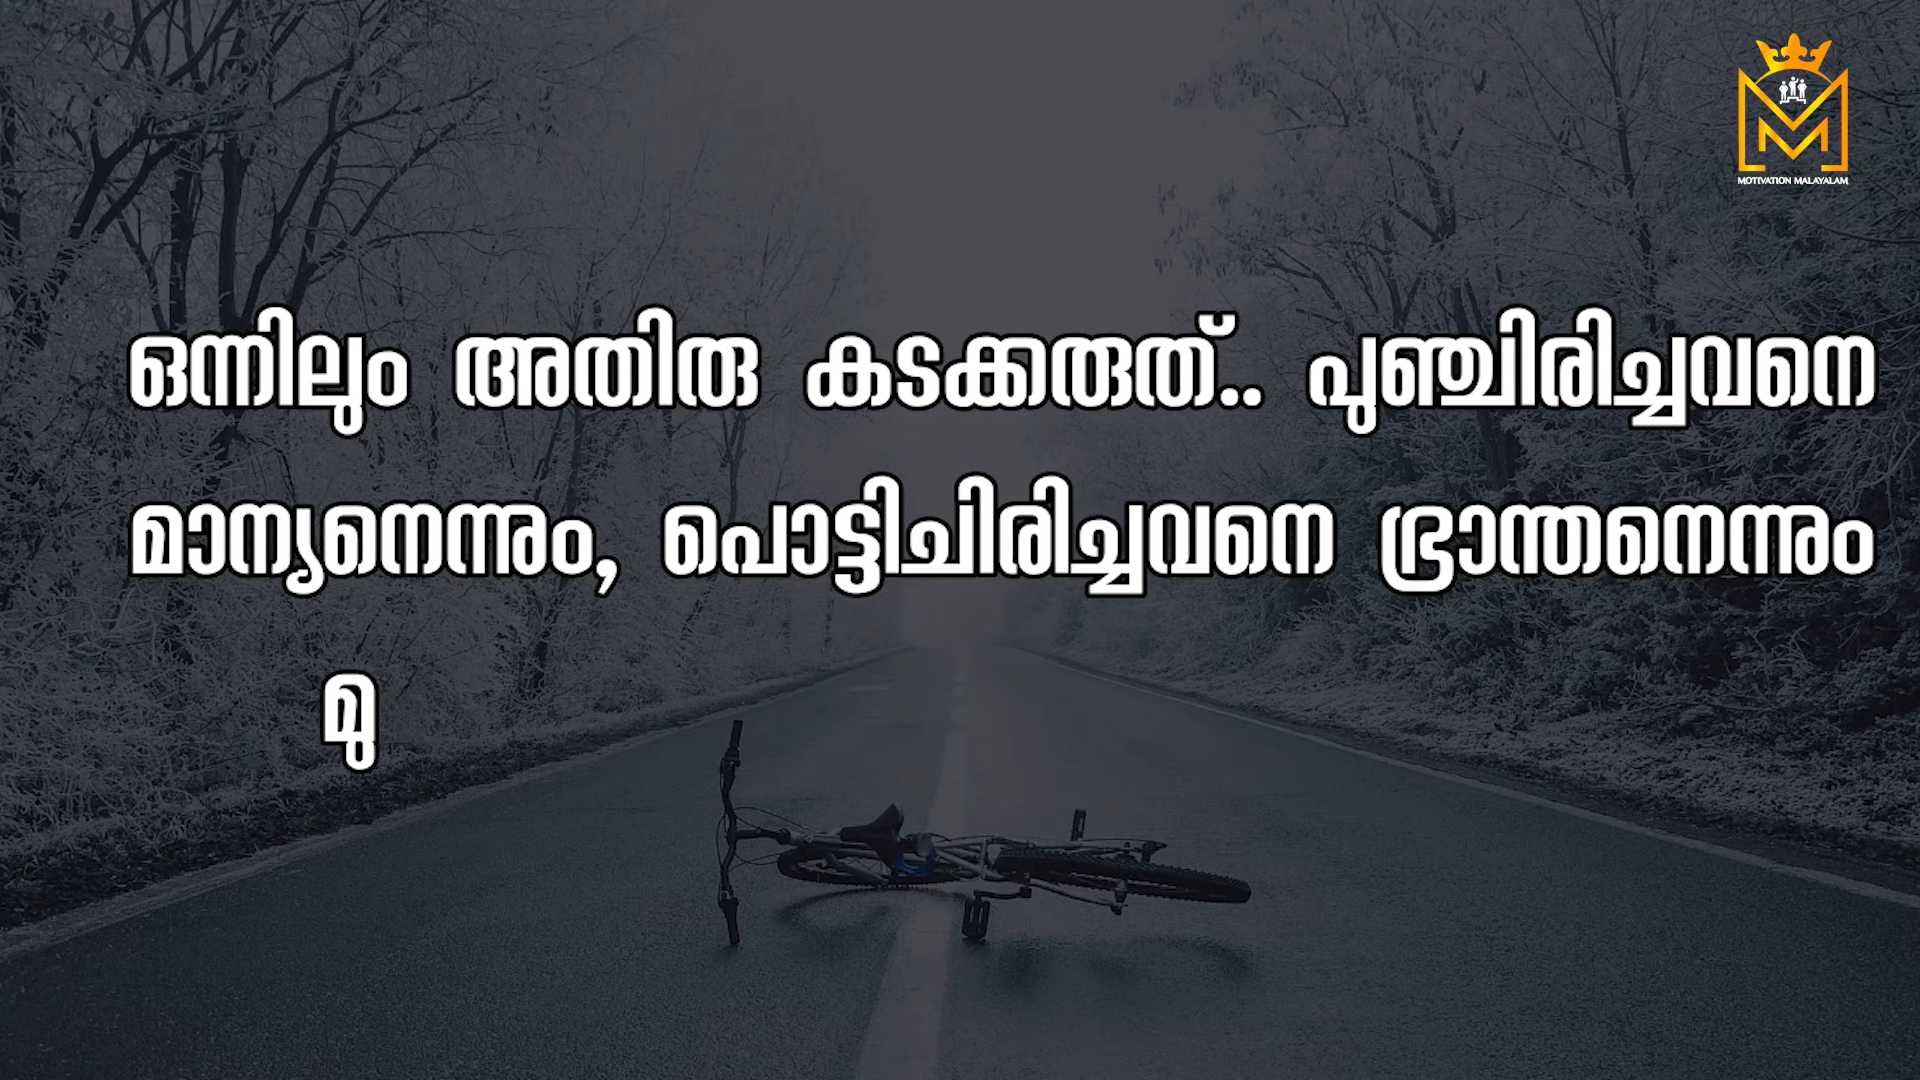 MOTIVATION MALAYALAM
ഒന്നിലും അതിരു കടക്കരുത്.. പുഞ്ചിരിച്ചവനെ
മാന്യനെന്നും, പൊട്ടിചിരിച്ചവനെ ഭ്രാന്തനെന്നും
മു